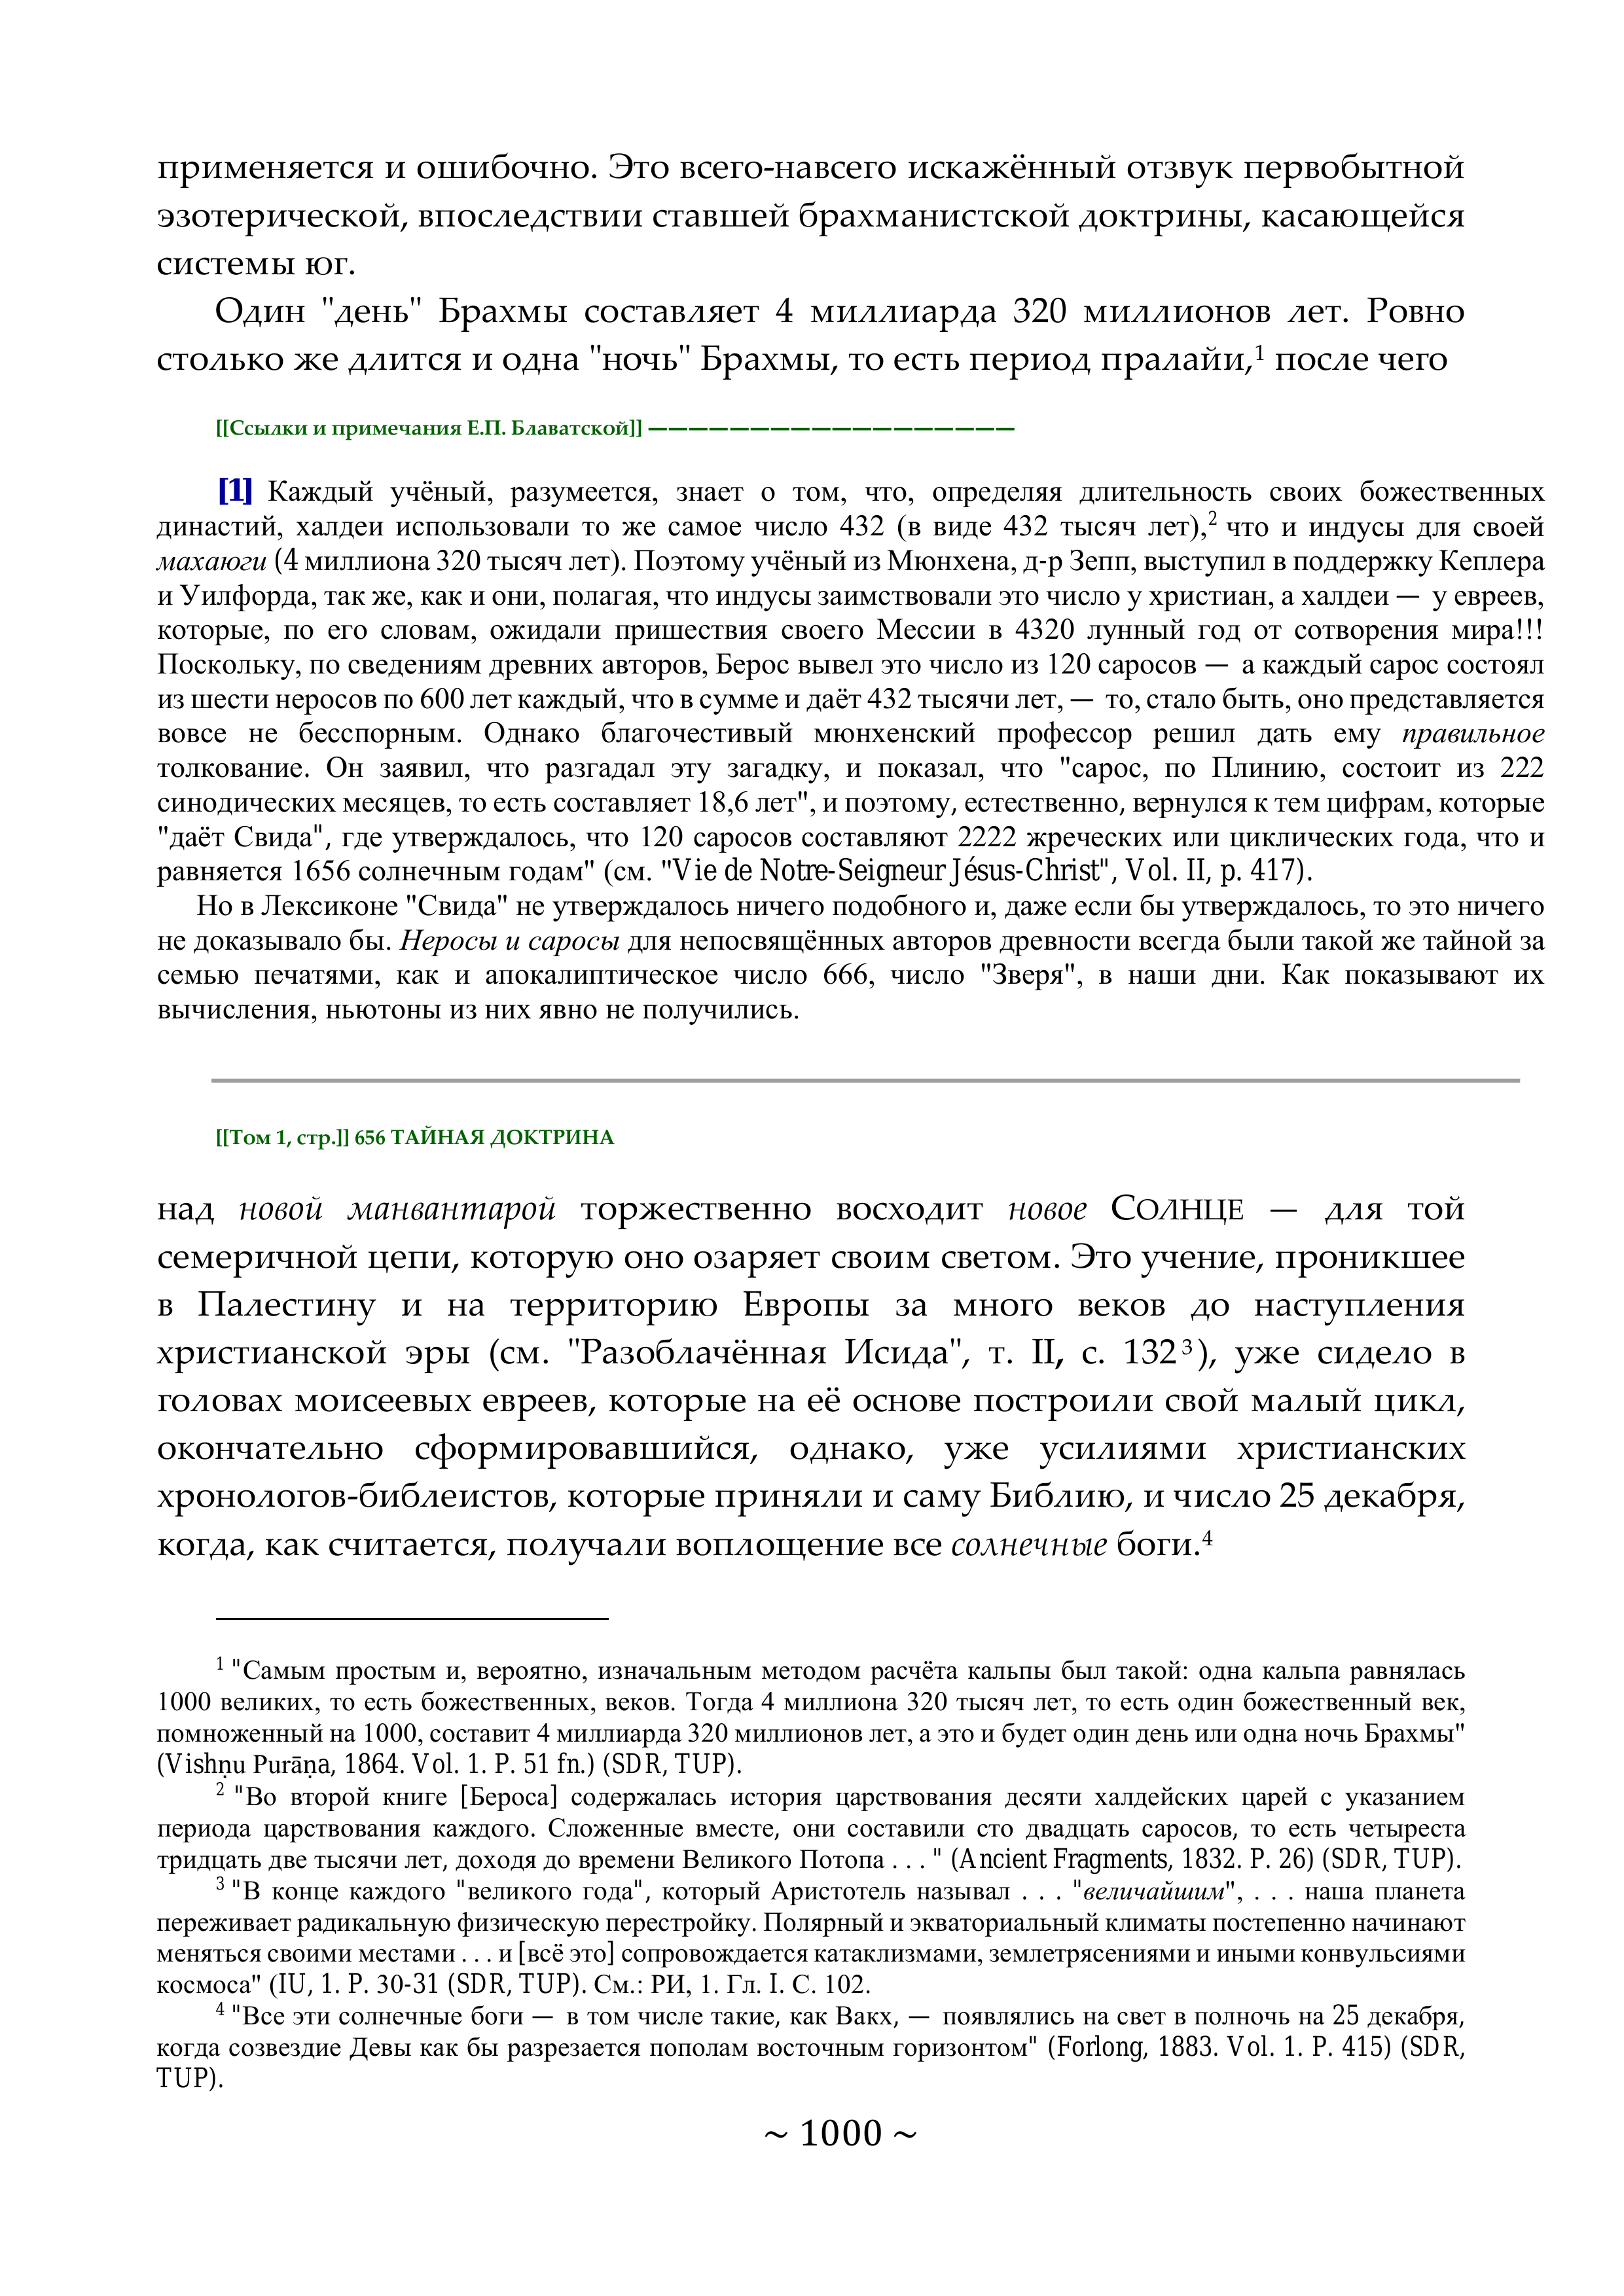 применяется и ошибочно. Это всего-навсего искажённый отзвук первобытной
эзотерической, впоследствии ставшей брахманистской доктрины, касающейся
системы юг.
Один "день" Брахмы составляет 4 миллиарда 320 миллионов лет. Ровно
столько же длится и одна "ночь" Брахмы, то есть период пралайи,¹ после чего
[[Ссылки и примечания Е.П. Блаватской]] ——————————————————
[1] Каждый учёный, разумеется, знает о том, что, определяя длительность своих божественных
династий, халдеи использовали то же самое число 432 (в виде 432 тысяч лет),² что и индусы для своей
махаюги (4 миллиона 320 тысяч лет). Поэтому учёный из Мюнхена, д-р Зепп, выступил в поддержку Кеплера
и Уилфорда, так же, как и они, полагая, что индусы заимствовали это число у христиан, а халдеи — у евреев,
которые, по его словам, ожидали пришествия своего Мессии в 4320 лунный год от сотворения мира!!!
Поскольку, по сведениям древних авторов, Берос вывел это число из 120 саросов — а каждый сарос состоял
из шести неросов по 600 лет каждый, что в сумме и даёт 432 тысячи лет, — то, стало быть, оно представляется
вовсе не бесспорным. Однако благочестивый мюнхенский профессор решил дать ему правильное
толкование. Он заявил, что разгадал эту загадку, и показал, что "сарос, по Плинию, состоит из 222
синодических месяцев, то есть составляет 18,6 лет", и поэтому, естественно, вернулся к тем цифрам, которые
"даёт Свида", где утверждалось, что 120 саросов составляют 2222 жреческих или циклических года, что и
равняется 1656 солнечным годам" (см. "Vie de Notre-Seigneur Jésus-Christ", Vol. II, p. 417).
Но в Лексиконе "Свида" не утверждалось ничего подобного и, даже если бы утверждалось, то это ничего
не доказывало бы. Неросы и саросы для непосвящённых авторов древности всегда были такой же тайной за
семью печатями, как и апокалиптическое число 666, число "Зверя", в наши дни. Как показывают их
вычисления, ньютоны из них явно не получились.
[[Том 1, стр.]] 656 ТАЙНАЯ ДОКТРИНА
над новой манвантарой торжественно восходит новое СОЛНЦЕ — для той
семеричной цепи, которую оно озаряет своим светом. Это учение, проникшее
в Палестину и на территорию Европы за много веков до наступления
христианской эры (см. "Разоблачённая Исида", т. II, с. 132³), уже сидело в
головах моисеевых евреев, которые на её основе построили свой малый цикл,
окончательно сформировавшийся, однако, уже усилиями христианских
хронологов-библеистов, которые приняли и саму Библию, и число 25 декабря,
когда, как считается, получали воплощение все солнечные боги.⁴
¹ "Самым простым и, вероятно, изначальным методом расчёта кальпы был такой: одна кальпа равнялась
1000 великих, то есть божественных, веков. Тогда 4 миллиона 320 тысяч лет, то есть один божественный век,
помноженный на 1000, составит 4 миллиарда 320 миллионов лет, а это и будет один день или одна ночь Брахмы"
(Vishṇu Purāṇa, 1864. Vol. 1. P. 51 fn.) (SDR, TUP).
² "Во второй книге [Бероса] содержалась история царствования десяти халдейских царей с указанием
периода царствования каждого. Сложенные вместе, они составили сто двадцать саросов, то есть четыреста
тридцать две тысячи лет, доходя до времени Великого Потопа . . . " (Ancient Fragments, 1832. P. 26) (SDR, TUP).
³ "В конце каждого "великого года", который Аристотель называл . . . "величайшим", . . . наша планета
переживает радикальную физическую перестройку. Полярный и экваториальный климаты постепенно начинают
меняться своими местами . . . и [всё это] сопровождается катаклизмами, землетрясениями и иными конвульсиями
космоса" (IU, 1. P. 30-31 (SDR, TUP). См.: РИ, 1. Гл. I. С. 102.
⁴ "Все эти солнечные боги — в том числе такие, как Вакх, — появлялись на свет в полночь на 25 декабря,
когда созвездие Девы как бы разрезается пополам восточным горизонтом" (Forlong, 1883. Vol. 1. P. 415) (SDR,
TUP).
~ 1000 ~